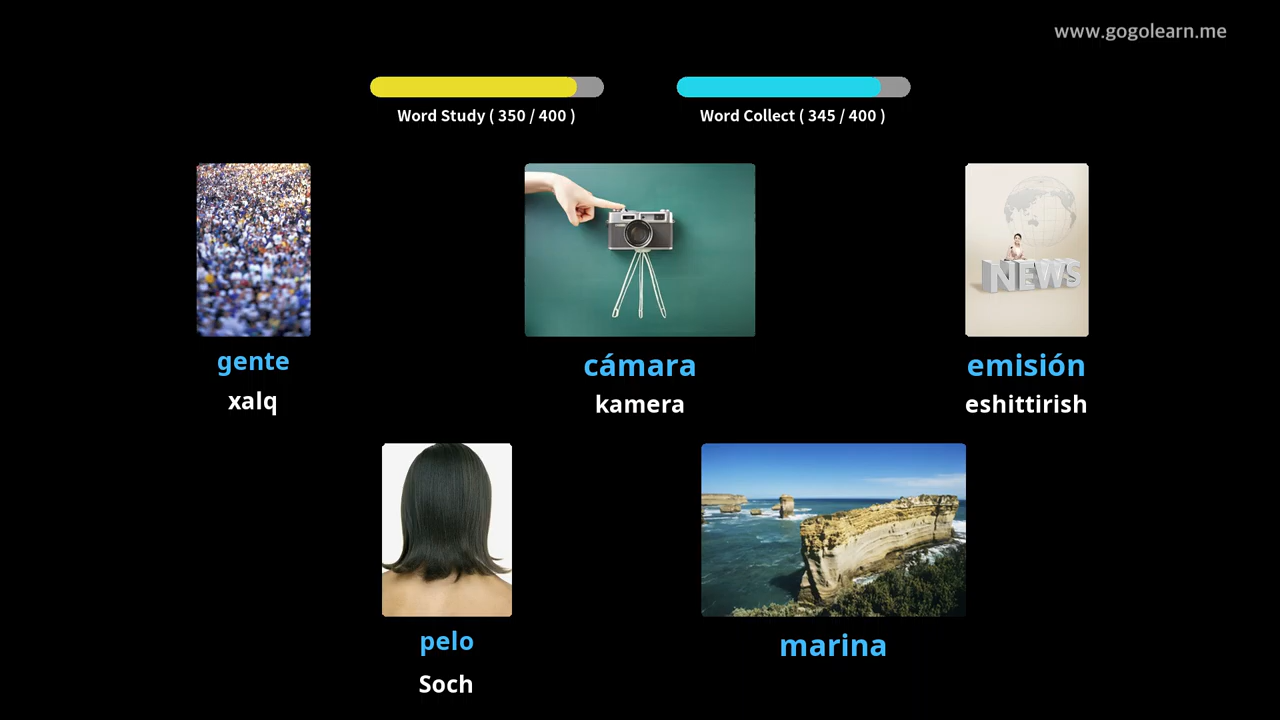 www.gogolearn.me
Word Study ( 350 / 400 )
Word Collect ( 345 / 400 )
NEWS
gente
cámara
emisión
xalq
kamera
eshittirish
pelo
marina
Soch